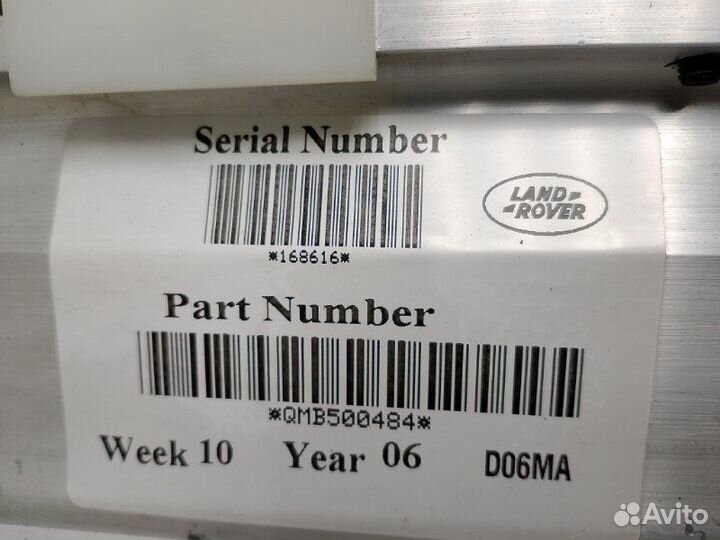 Serial Number
LAND
ROVER
*168616*
Part Number
*QMB500484*
Week 10 Year 06 D06MA
Avito